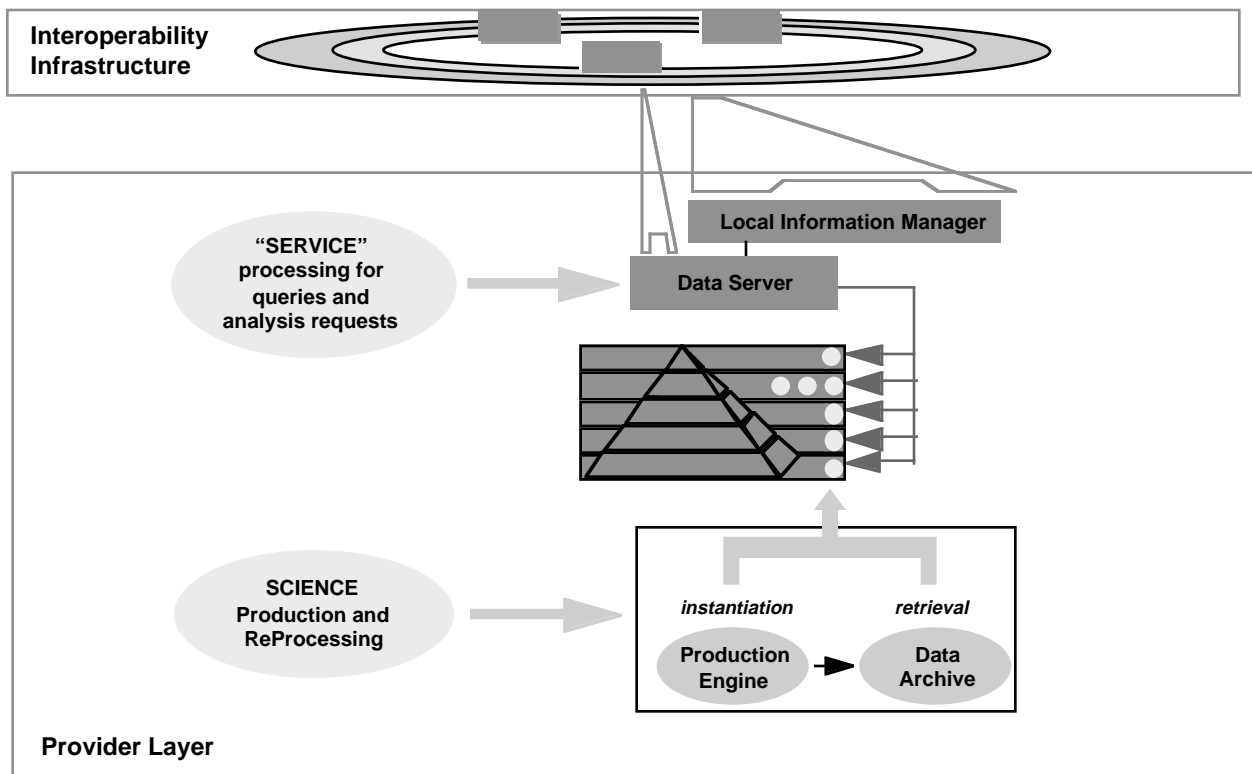 Interoperability
Infrastructure
Local Information Manager
“SERVICE”
processing for
queries and
analysis requests
Data Server
SCIENCE
Production and
ReProcessing
instantiation
retrieval
Production
Engine
Data
Archive
Provider Layer